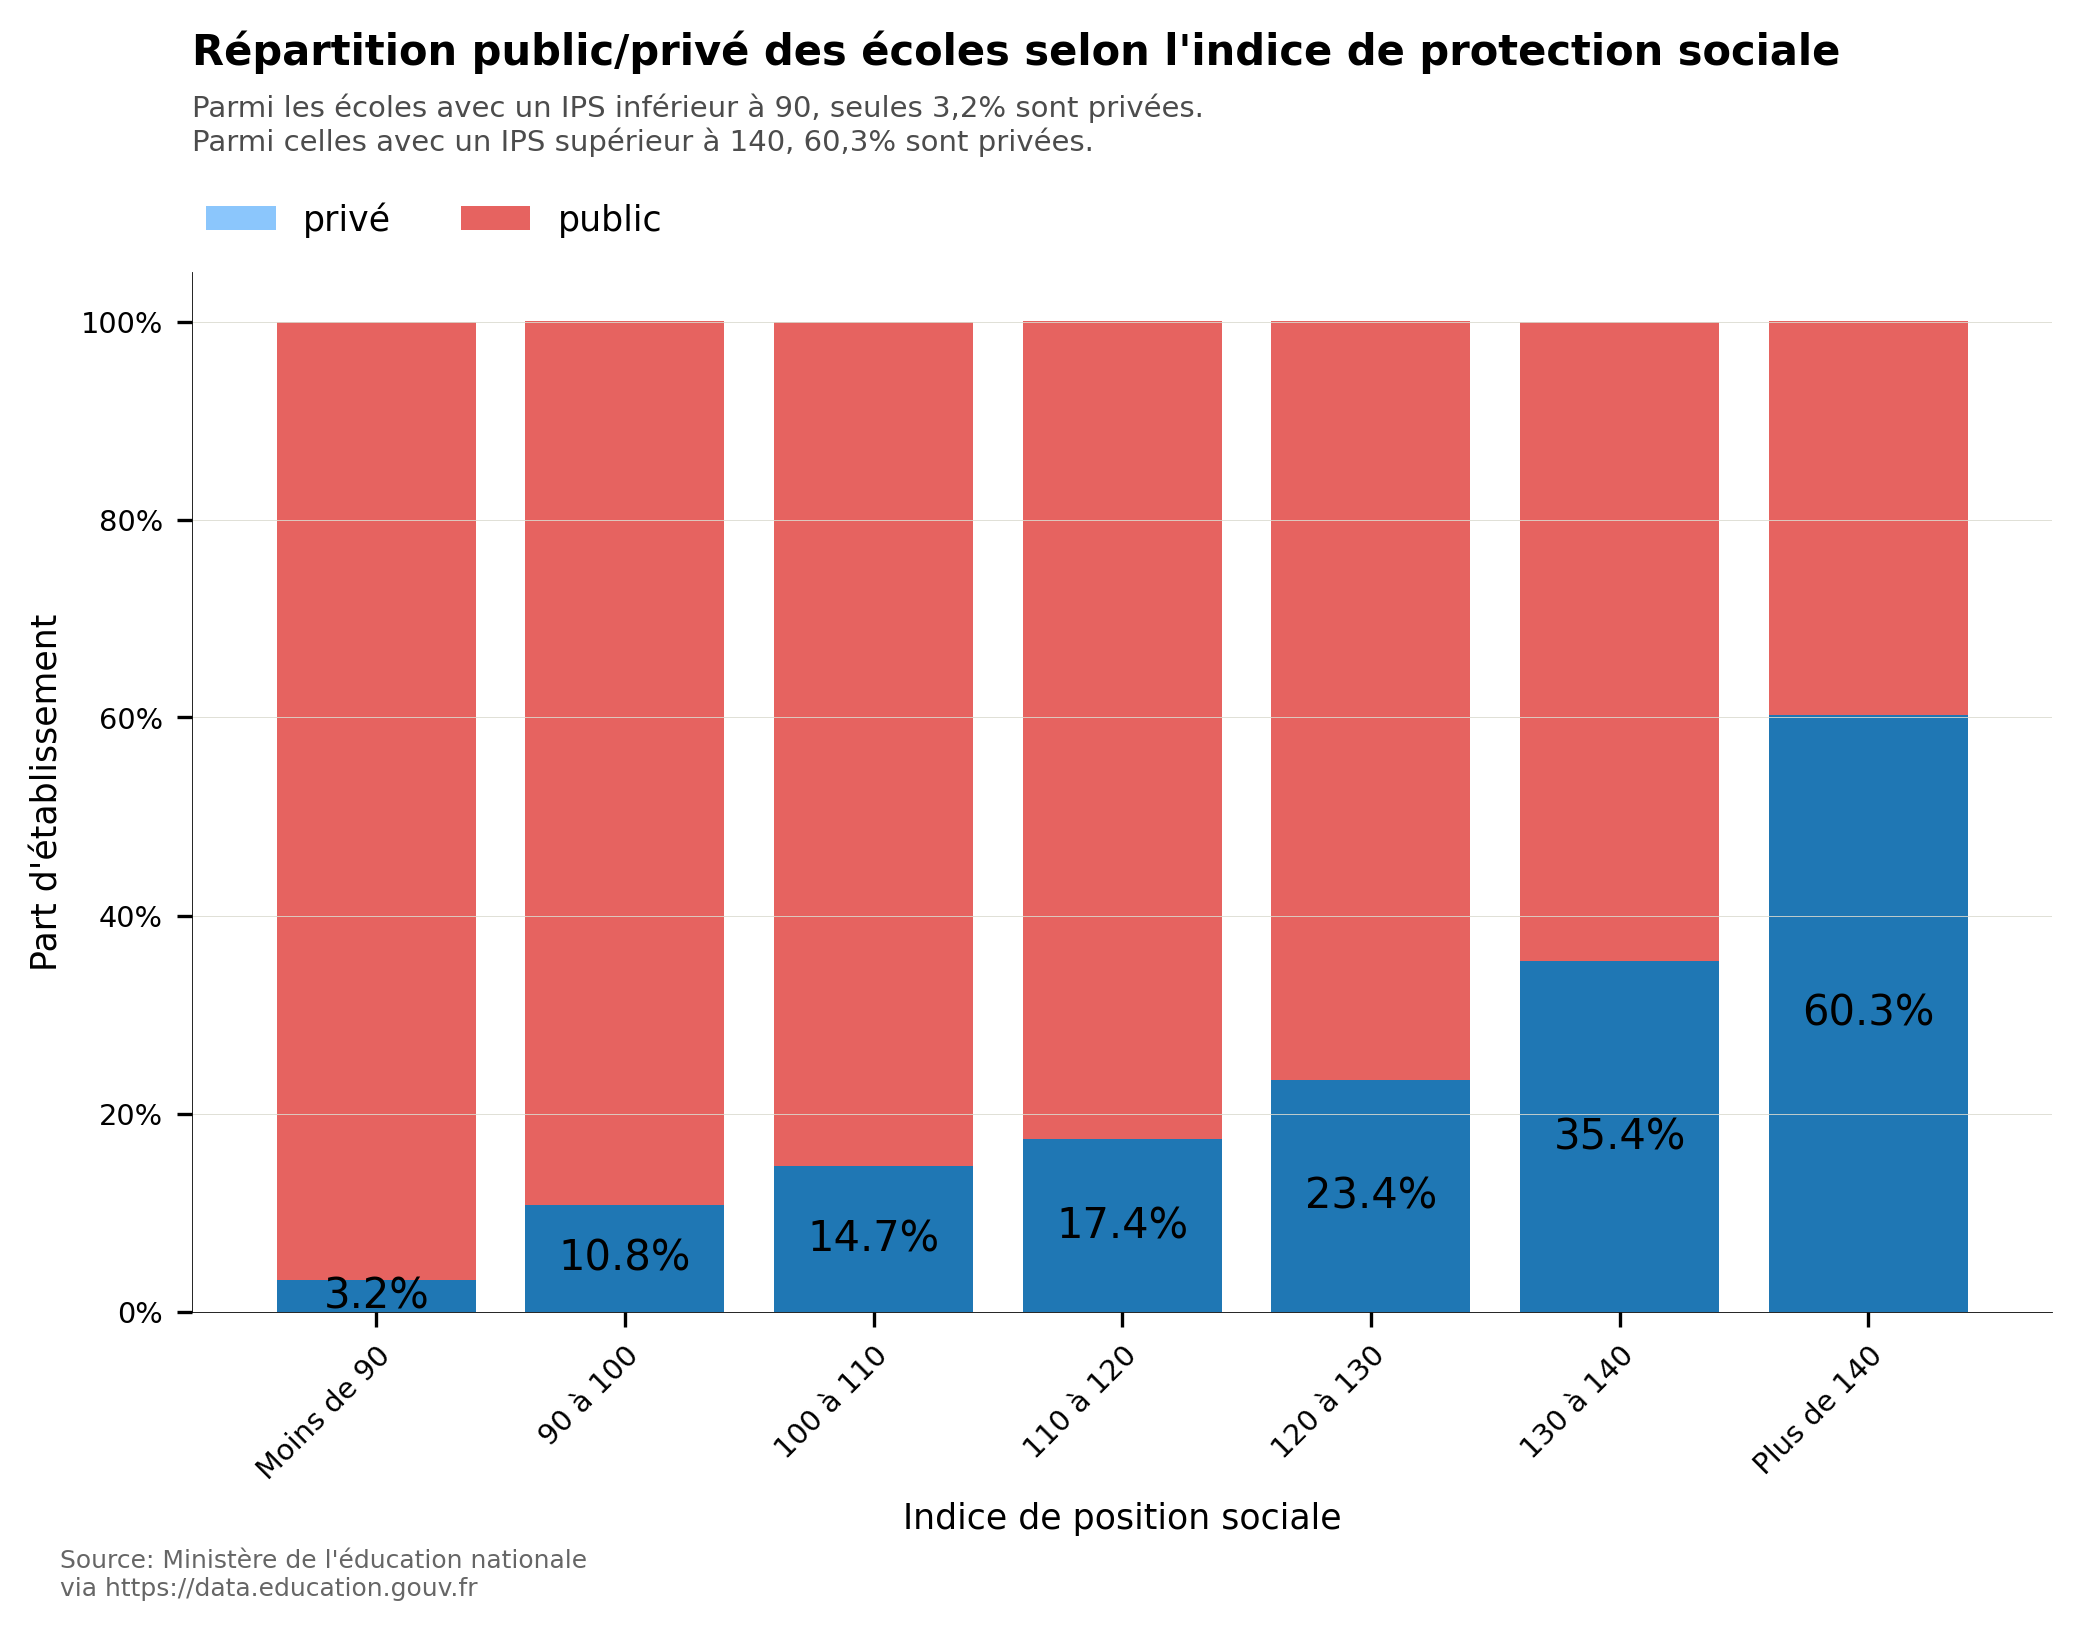 Répartition public/privé des écoles selon l'indice de protection sociale
Parmi les écoles avec un IPS inférieur à 90, seules 3,2% sont privées.
Parmi celles avec un IPS supérieur à 140, 60,3% sont privées.
privé
public
100%
80%
60%
40%
20%
0%
Part d'établissement
3.2%
10.8%
14.7%
17.4%
23.4%
35.4%
60.3%
Moins de 90
90 à 100
100 à 110
110 à 120
120 à 130
130 à 140
Plus de 140
Indice de position sociale
Source: Ministère de l'éducation nationale
via https://data.education.gouv.fr